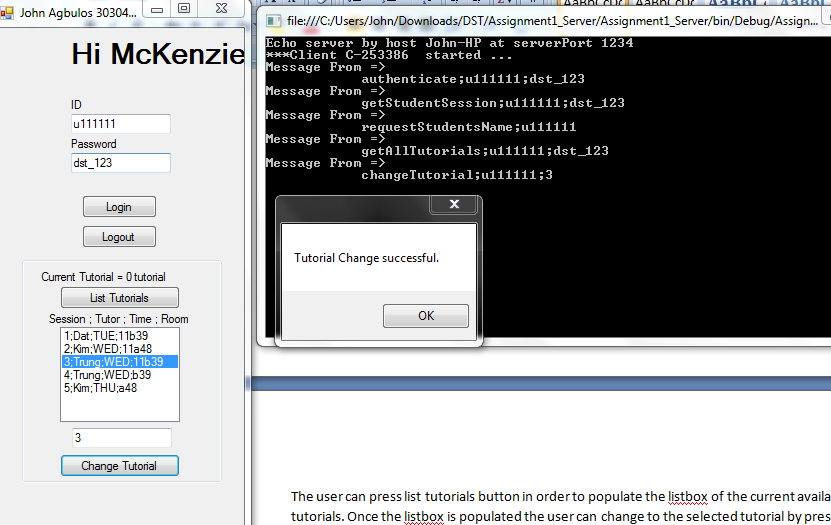 John Agbulos 30304...
Hi McKenzie
ID
u111111
Password
dst_123
Login
Logout
Current Tutorial = 0 tutorial
List Tutorials
Session ; Tutor ; Time ; Room
1;Dat;TUE;11b39
2;Kim;WED;11a48
3;Trung;WED;11b39
4;Trung;WED;b39
5;Kim;THU;a48
3
Change Tutorial
file:///C:/Users/John/Downloads/DST/Assignment1_Server/Assignment1_Server/bin/Debug/Assign...
Echo server by host John-HP at serverPort 1234
***Client C-253386 started ...
Message From =>
authenticate;u111111;dst_123
Message From =>
getStudentSession;u111111;dst_123
Message From =>
requestStudentsName;u111111
Message From =>
getAllTutorials;u111111;dst_123
Message From =>
changeTutorial;u111111;3
Tutorial Change successful.
OK
The user can press list tutorials button in order to populate the listbox of the current availa
tutorials. Once the listbox is populated the user can change to the selected tutorial by pres